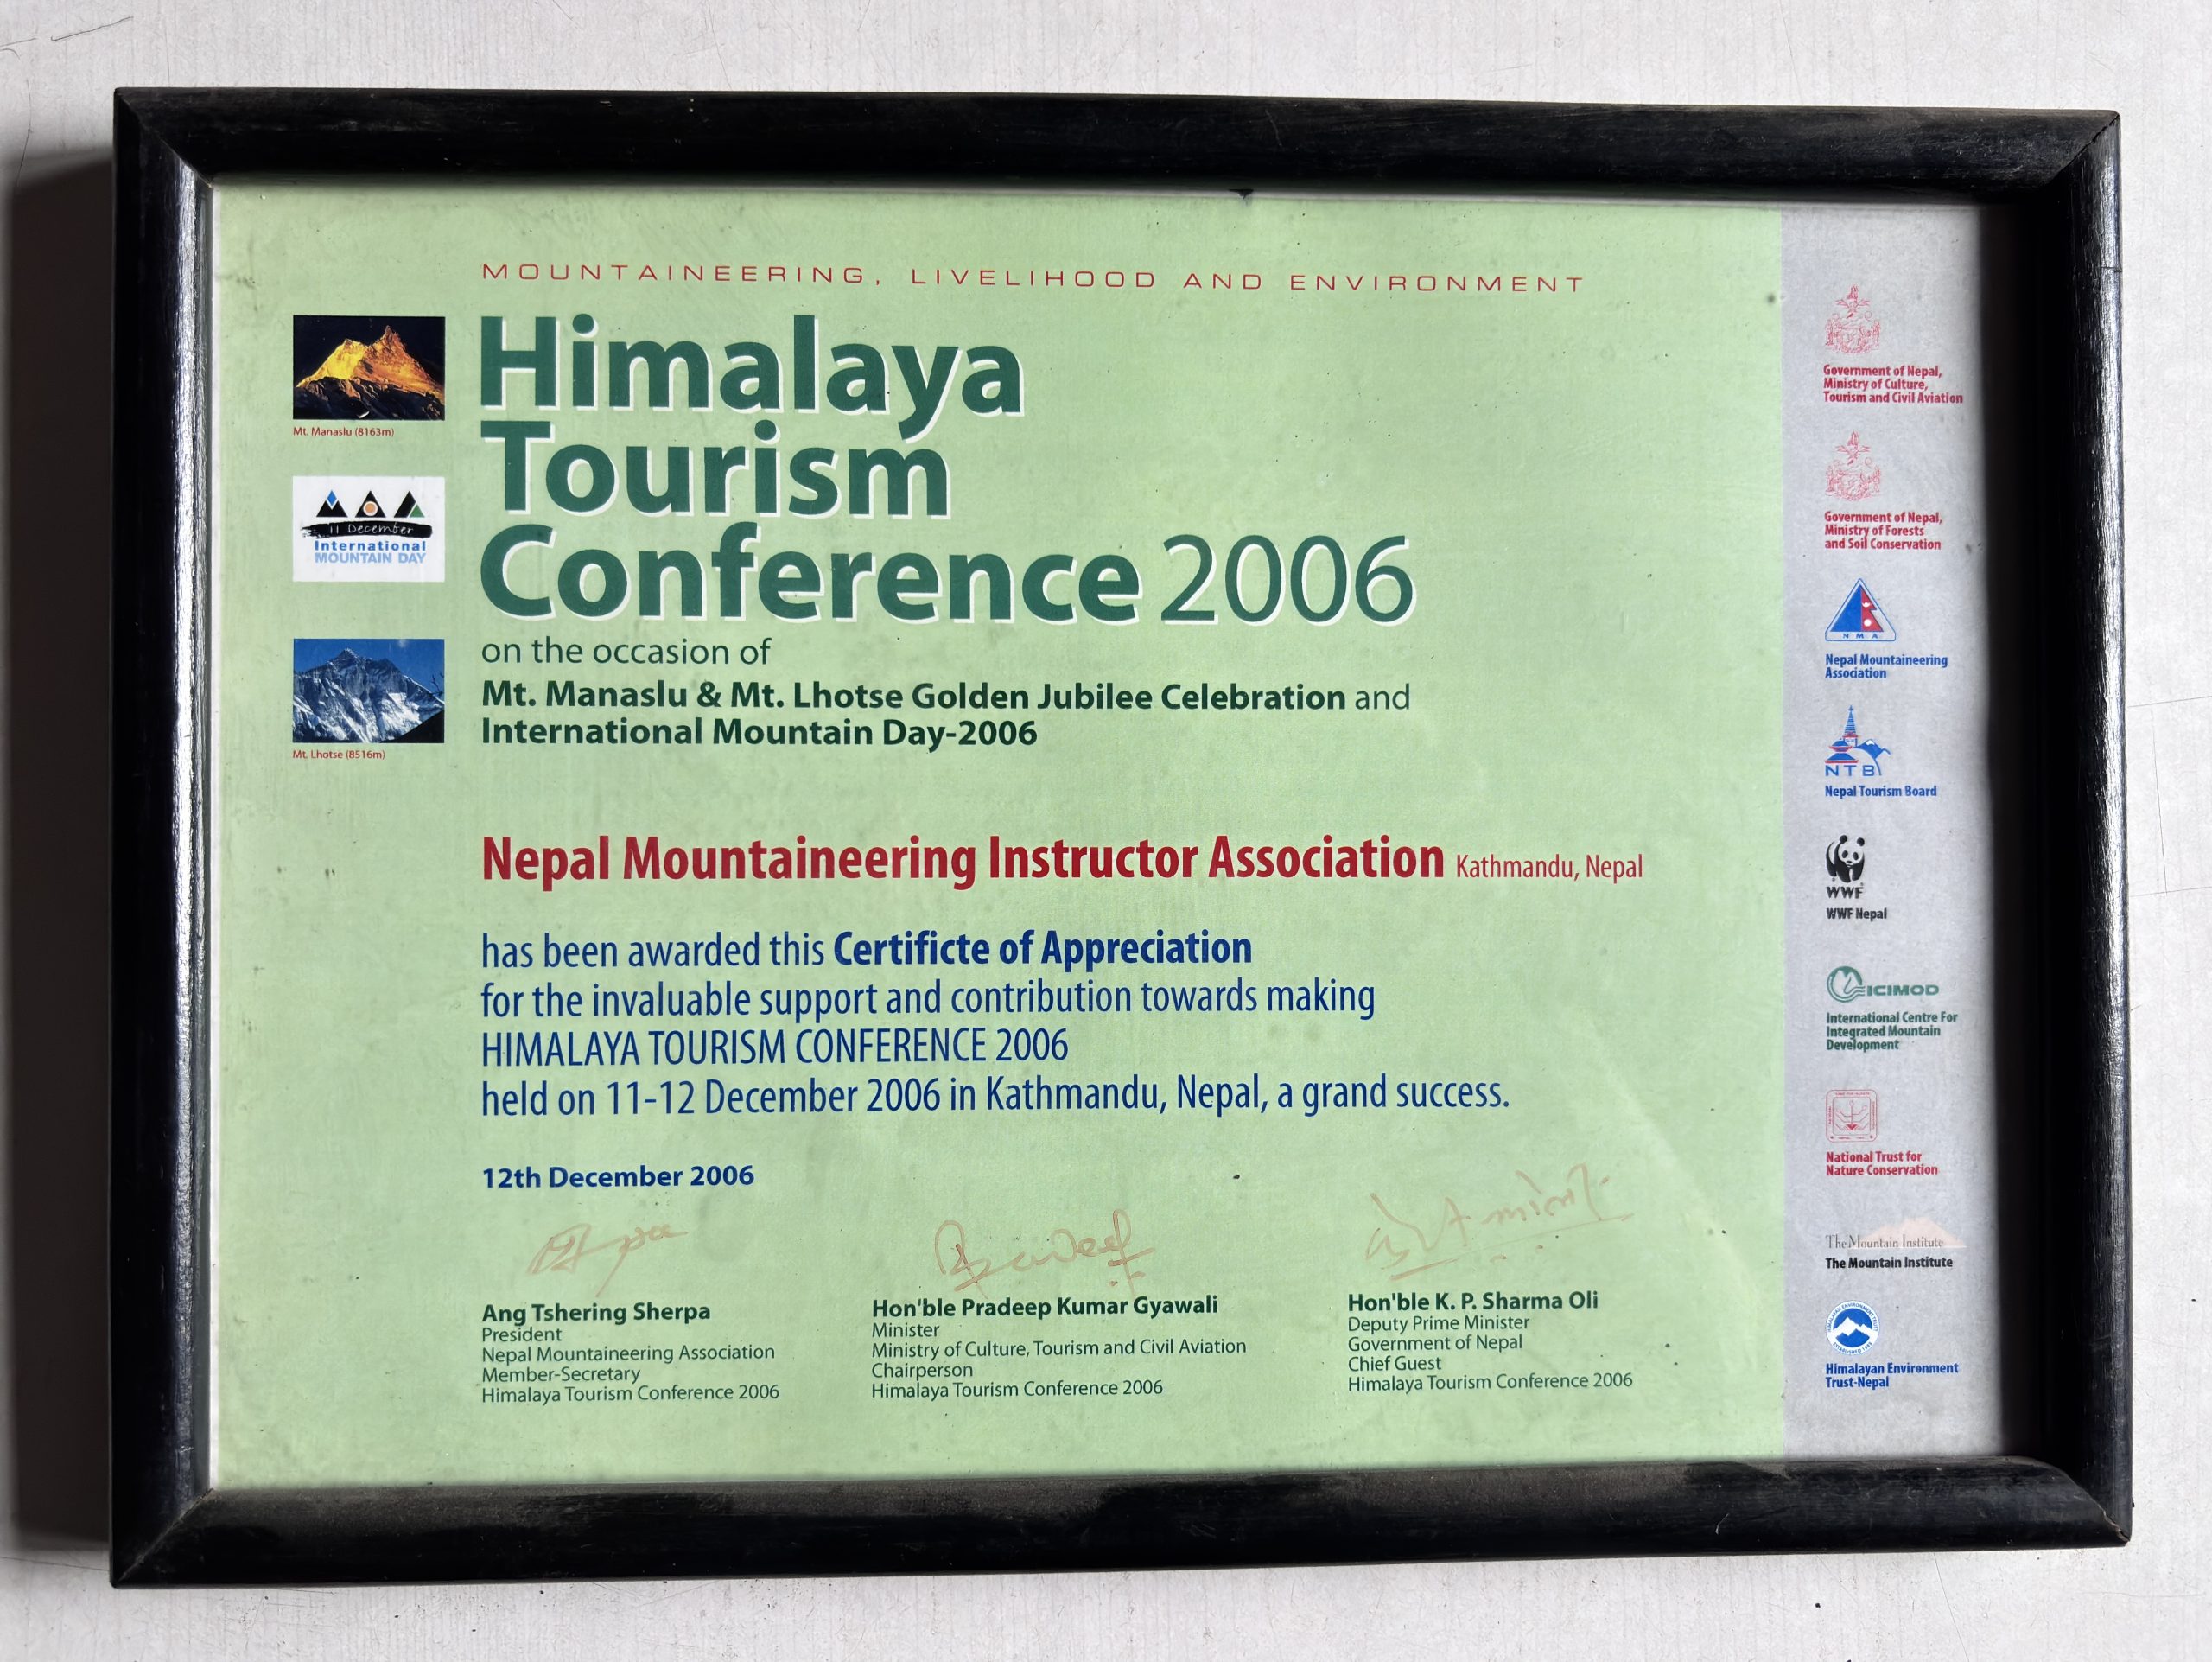 MOUNTAINEERING, LIVELIHOOD AND ENVIRONMENT
Himalaya
Tourism
Conference 2006
on the occasion of
Mt. Manaslu & Mt. Lhotse Golden Jubilee Celebration and
International Mountain Day-2006
Mt. Manaslu (8163m)
11 December
International
MOUNTAIN DAY
Mt. Lhotse (8516m)
Nepal Mountaineering Instructor Association Kathmandu, Nepal
has been awarded this Certificte of Appreciation
for the invaluable support and contribution towards making
HIMALAYA TOURISM CONFERENCE 2006
held on 11-12 December 2006 in Kathmandu, Nepal, a grand success.
12th December 2006
Ang Tshering Sherpa
President
Nepal Mountaineering Association
Member-Secretary
Himalaya Tourism Conference 2006
Hon'ble Pradeep Kumar Gyawali
Minister
Ministry of Culture, Tourism and Civil Aviation
Chairperson
Himalaya Tourism Conference 2006
Hon'ble K. P. Sharma Oli
Deputy Prime Minister
Government of Nepal
Chief Guest
Himalaya Tourism Conference 2006
Government of Nepal,
Ministry of Culture,
Tourism and Civil Aviation
Government of Nepal,
Ministry of Forests
and Soil Conservation
N M A
Nepal Mountaineering
Association
NTB
Nepal Tourism Board
WWF
WWF Nepal
ICIMOD
International Centre For
Integrated Mountain
Development
National Trust for
Nature Conservation
The Mountain Institute
The Mountain Institute
Himalayan Environment
Trust-Nepal